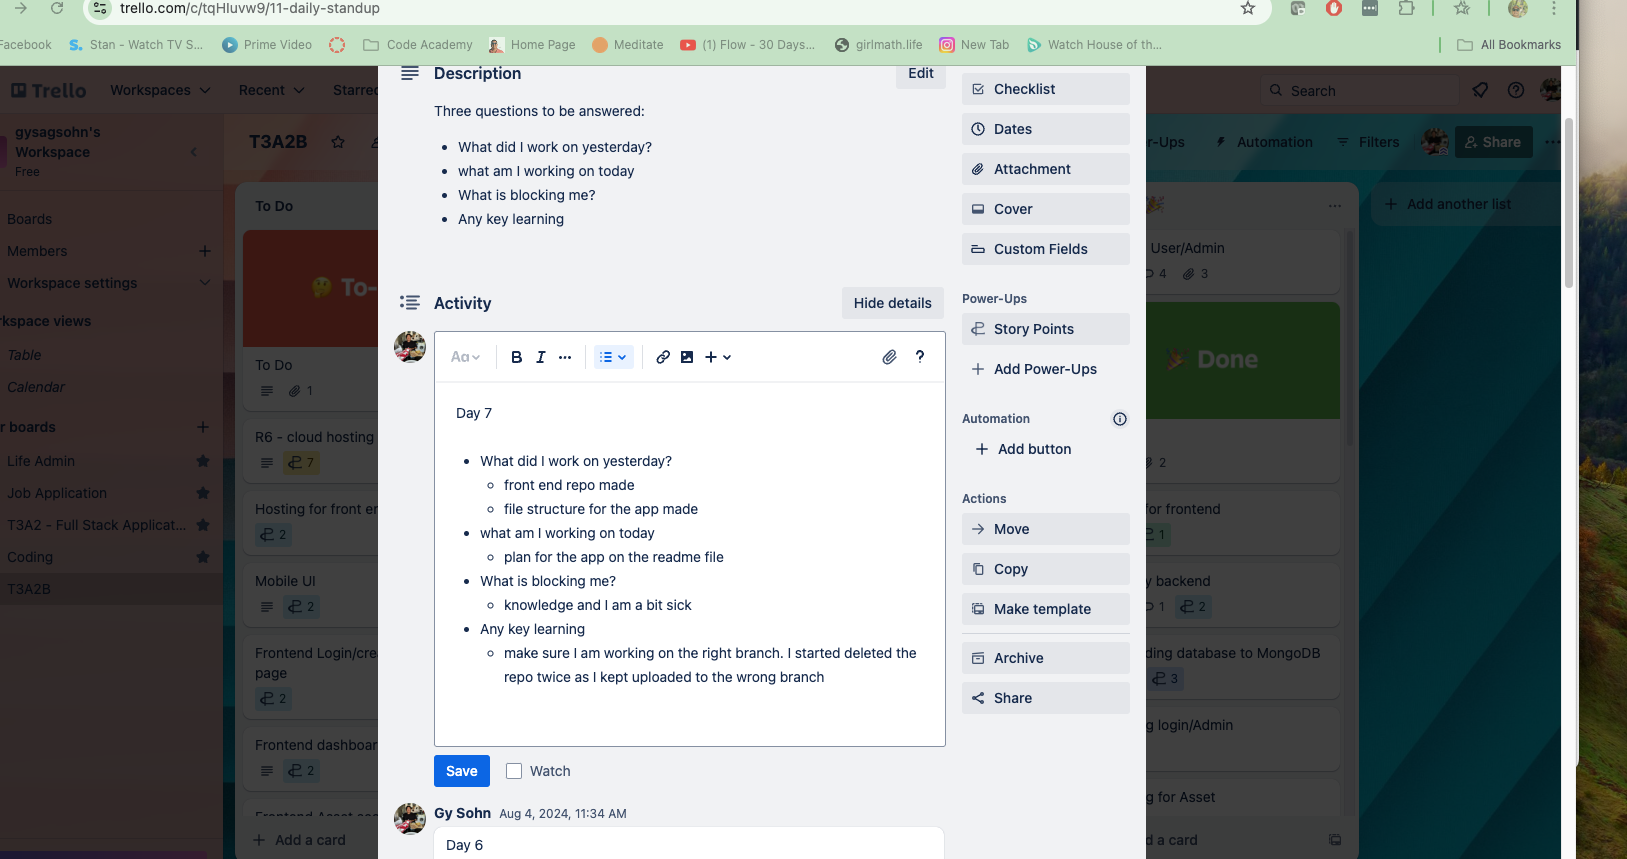 trello.com/c/tqHIuvw9/11-daily-standup
Facebook
Stan - Watch TV S...
Prime Video
Code Academy
Home Page
Meditate
(1) Flow - 30 Days...
girlmath.life
New Tab
Watch House of th...
All Bookmarks
Trello
Workspaces
Recent
Starred
Search
gysagsohn's
Workspace
Free
T3A2B
r-Ups
Automation
Filters
Share
Boards
Members
Workspace settings
rkspace views
Table
Calendar
r boards
Life Admin
Job Application
T3A2 - Full Stack Applicat...
Coding
T3A2B
To Do
To-
To Do
1
R6 - cloud hosting
7
Hosting for front er
2
Mobile UI
2
Frontend Login/crea
page
2
Frontend dashboar
2
Add a card
Description
Edit
Three questions to be answered:
• What did I work on yesterday?
• what am I working on today
• What is blocking me?
• Any key learning
Activity
Hide details
Aa
B I ...
?
Day 7
• What did I work on yesterday?
◦ front end repo made
◦ file structure for the app made
• what am I working on today
◦ plan for the app on the readme file
• What is blocking me?
◦ knowledge and I am a bit sick
• Any key learning
◦ make sure I am working on the right branch. I started deleted the
repo twice as I kept uploaded to the wrong branch
Save
Watch
Gy Sohn Aug 4, 2024, 11:34 AM
Day 6
Checklist
Dates
Attachment
Cover
Custom Fields
Power-Ups
Story Points
Add Power-Ups
Automation
Add button
Actions
Move
Copy
Make template
Archive
Share
User/Admin
4
3
Done
2
for frontend
1
y backend
1
2
ding database to MongoDB
3
g login/Admin
g for Asset
d a card
Add another list